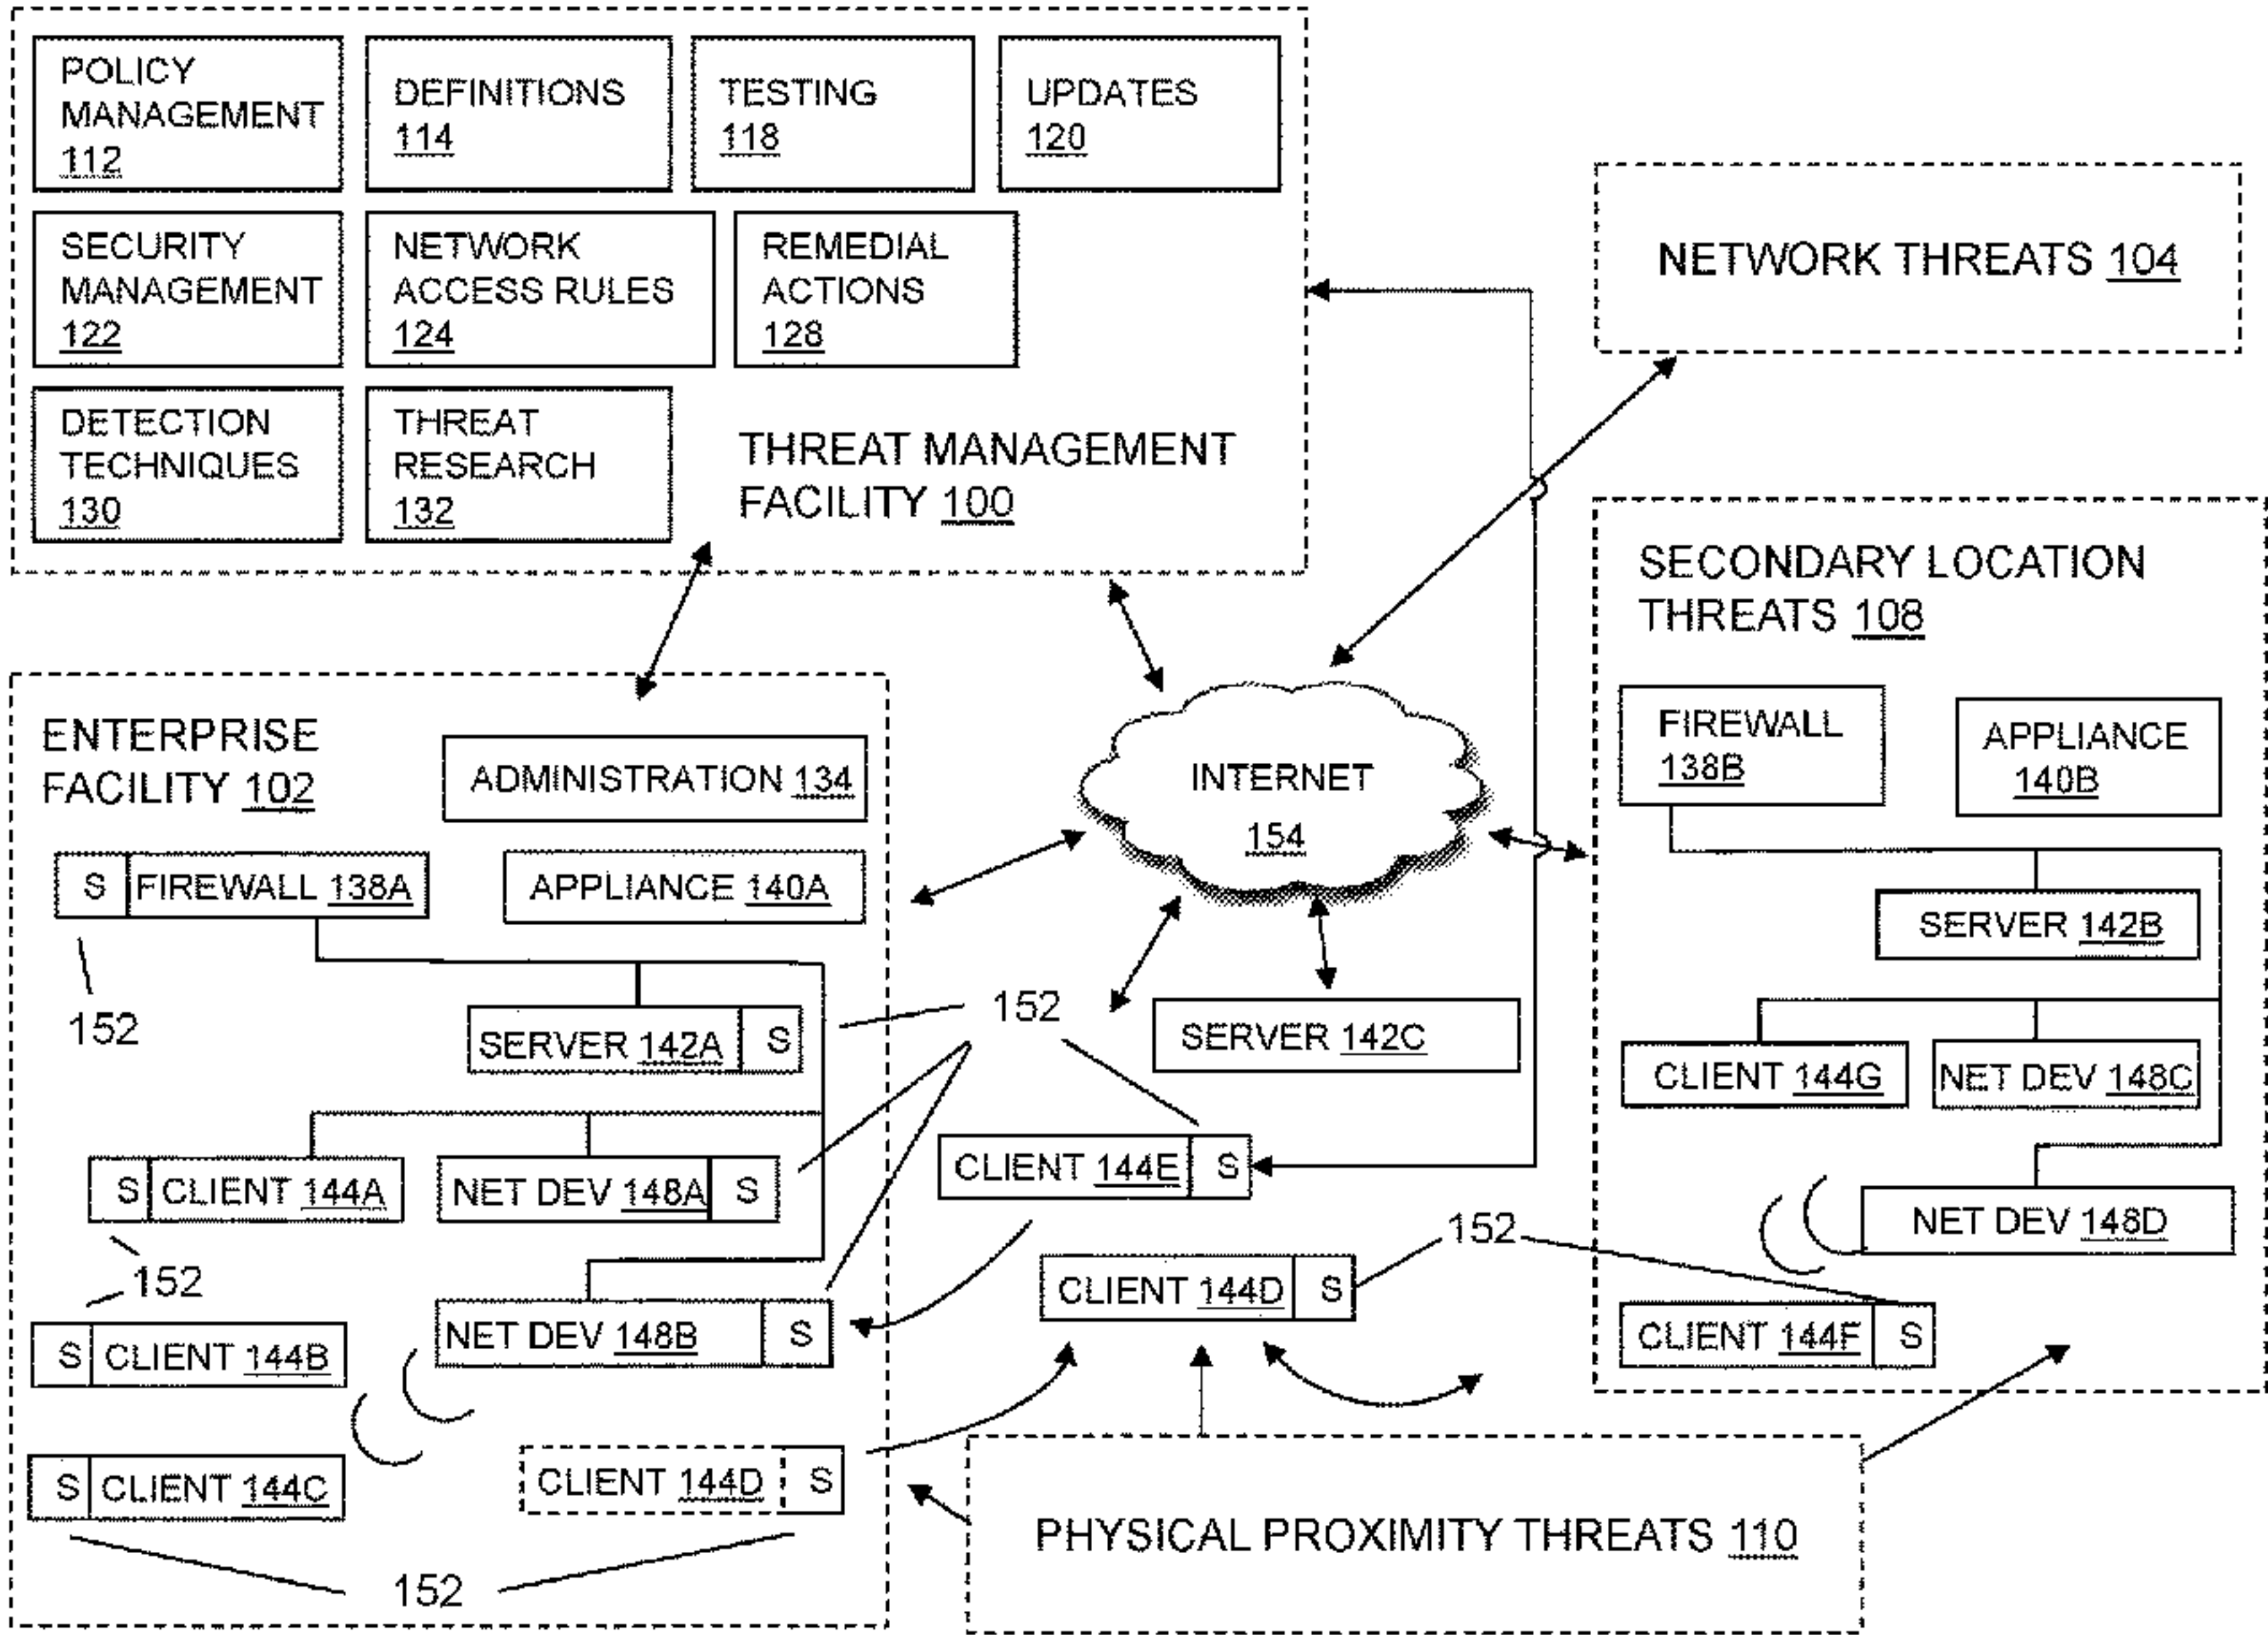 POLICY
MANAGEMENT
112
DEFINITIONS
114
TESTING
118
UPDATES
120
SECURITY
MANAGEMENT
122
NETWORK
ACCESS RULES
124
REMEDIAL
ACTIONS
128
DETECTION
TECHNIQUES
130
THREAT
RESEARCH
132
THREAT MANAGEMENT
FACILITY 100
NETWORK THREATS 104
SECONDARY LOCATION
THREATS 108
FIREWALL
138B
APPLIANCE
140B
SERVER 142B
CLIENT 144G
NET DEV 148C
NET DEV 148D
CLIENT 144F S
ENTERPRISE
FACILITY 102
ADMINISTRATION 134
S FIREWALL 138A
APPLIANCE 140A
152
SERVER 142A S
S CLIENT 144A
NET DEV 148A S
152
S CLIENT 144B
NET DEV 148B S
S CLIENT 144C
CLIENT 144D S
152
INTERNET
154
152
SERVER 142C
CLIENT 144E S
CLIENT 144D S
152
PHYSICAL PROXIMITY THREATS 110